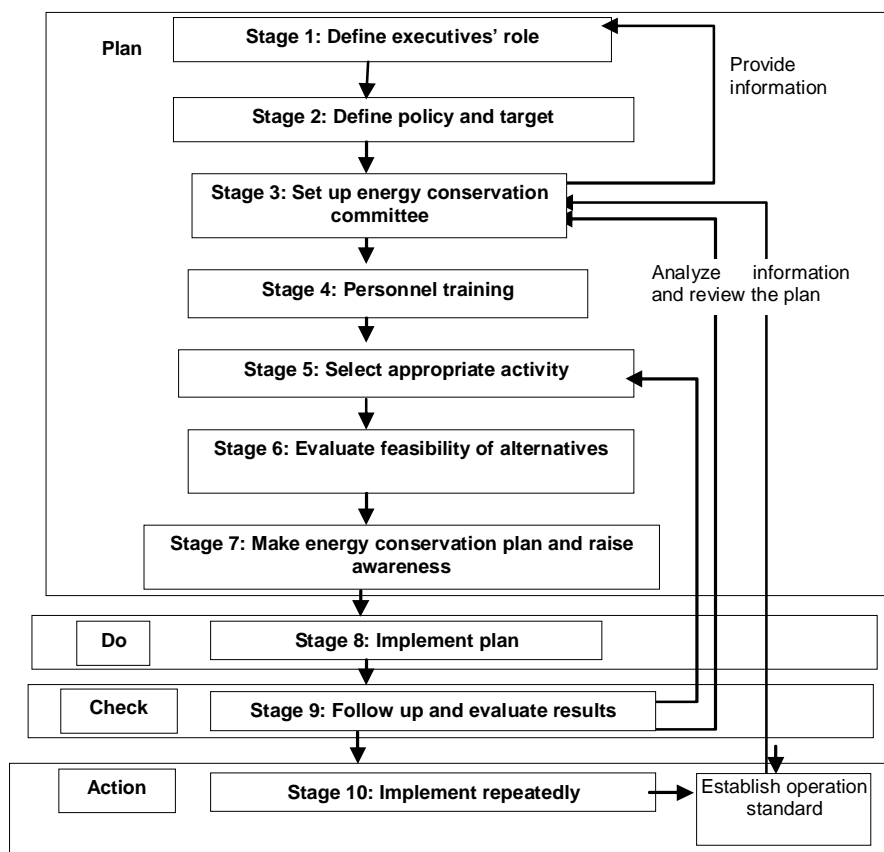 Plan
Stage 1: Define executives' role
Provide
information
Stage 2: Define policy and target
Stage 3: Set up energy conservation
committee
Analyze information
and review the plan
Stage 4: Personnel training
Stage 5: Select appropriate activity
Stage 6: Evaluate feasibility of alternatives
Stage 7: Make energy conservation plan and raise
awareness
Do
Stage 8: Implement plan
Check
Stage 9: Follow up and evaluate results
Action
Stage 10: Implement repeatedly
Establish operation
standard